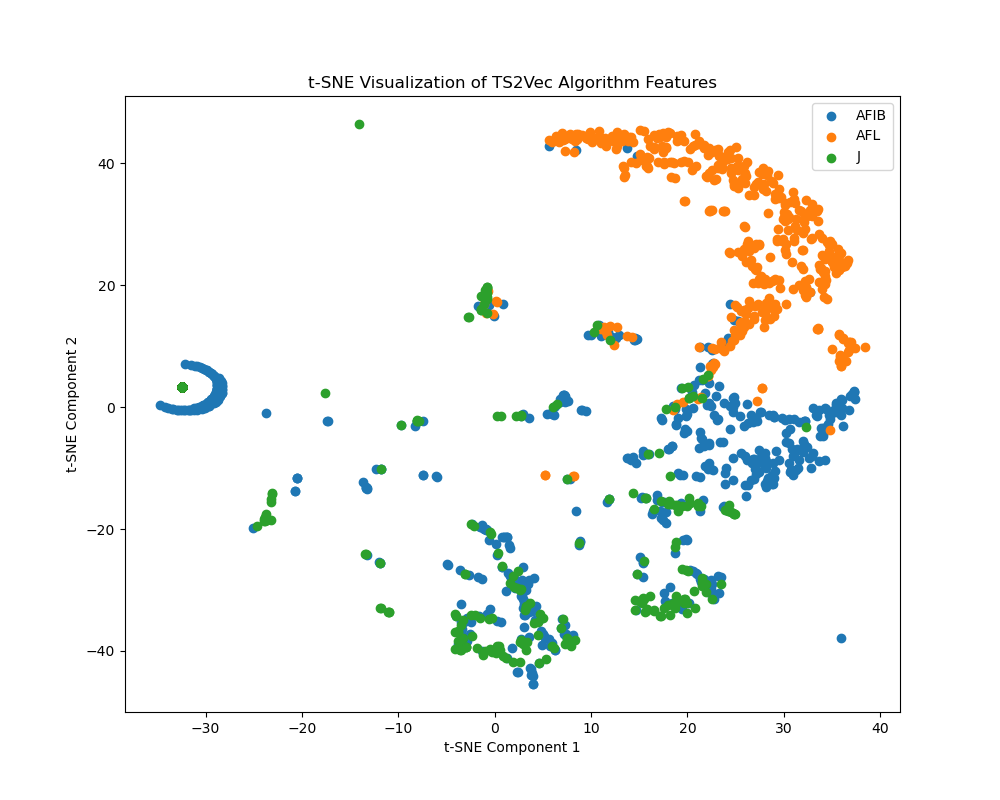 t-SNE Visualization of TS2Vec Algorithm Features
AFIB
AFL
J
40
20
0
−20
−40
t-SNE Component 2
−30
−20
−10
0
10
20
30
40
t-SNE Component 1